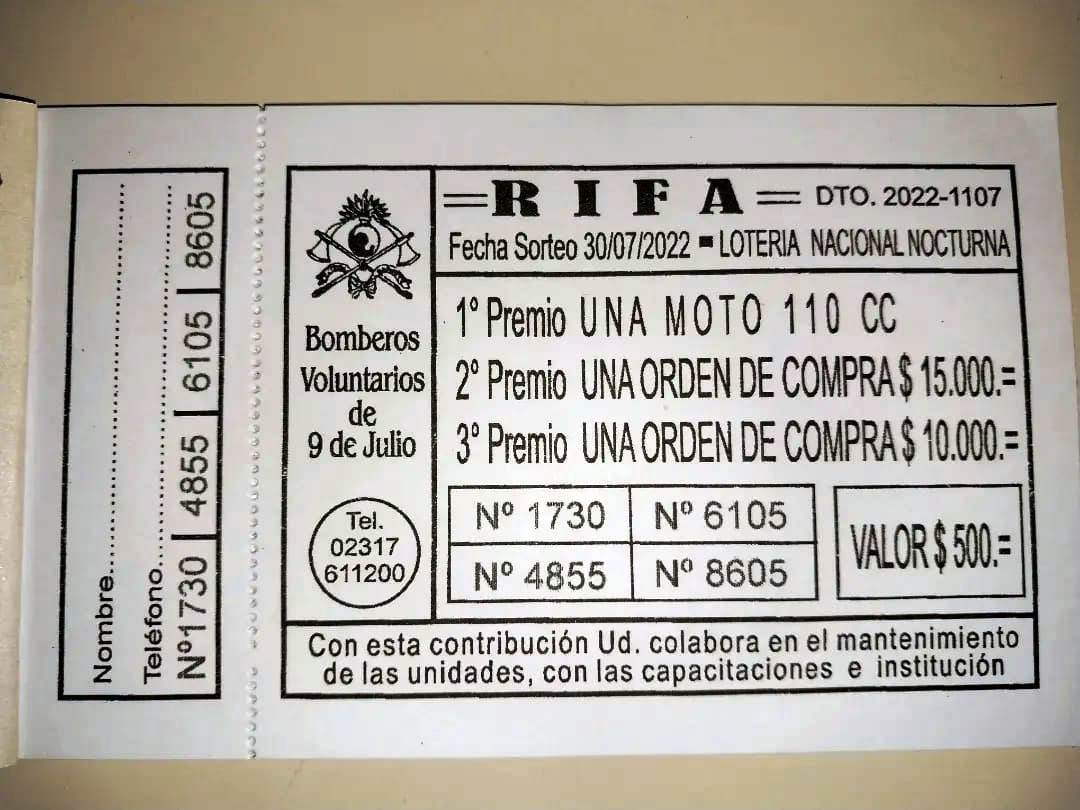 Nombre
Teléfono
Nº1730 | 4855 | 6105 | 8605
Bomberos
Voluntarios
de
9 de Julio
Tel.
02317
611200
RIFA DTO. 2022-1107
Fecha Sorteo 30/07/2022 - LOTERIA NACIONAL NOCTURNA
1º Premio UNA MOTO 110 CC
2º Premio UNA ORDEN DE COMPRA $ 15.000.=
3º Premio UNA ORDEN DE COMPRA $ 10.000.=
Nº 1730 Nº 6105
Nº 4855 Nº 8605
VALOR $ 500.=
Con esta contribución Ud. colabora en el mantenimiento
de las unidades, con las capacitaciones e institución